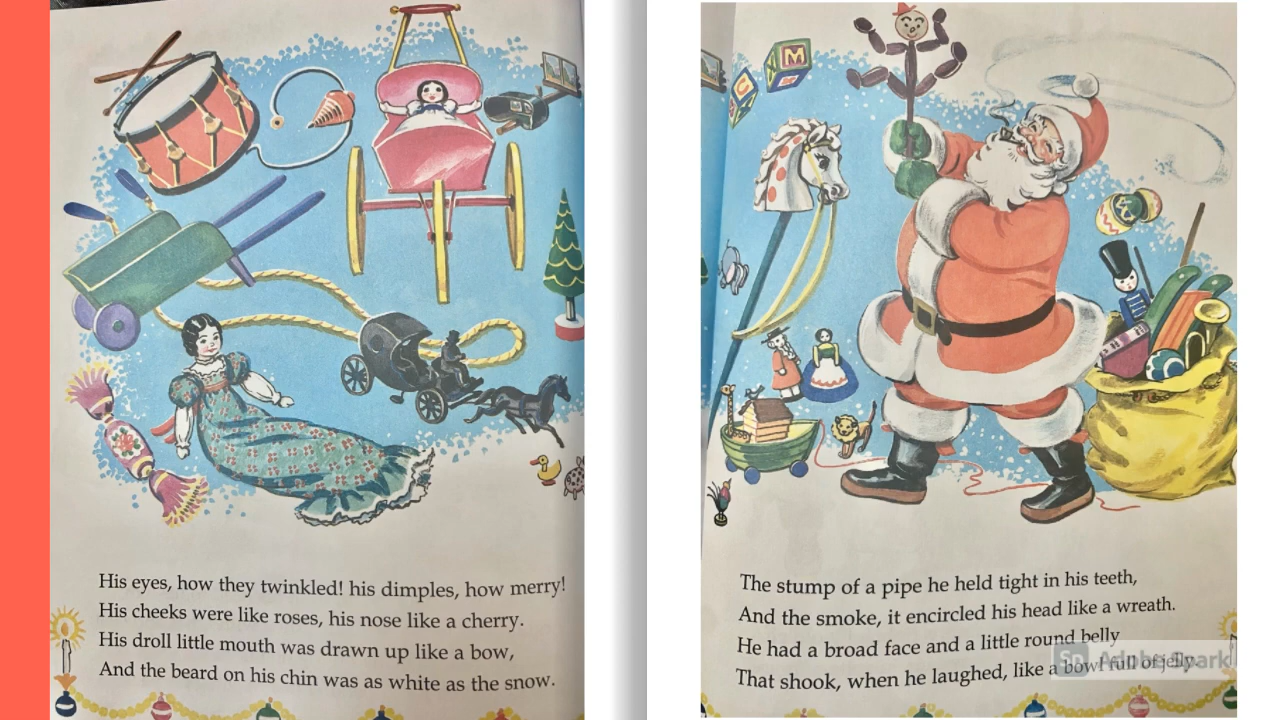 His eyes, how they twinkled! his dimples, how merry!
His cheeks were like roses, his nose like a cherry.
His droll little mouth was drawn up like a bow,
And the beard on his chin was as white as the snow.
M
C
The stump of a pipe he held tight in his teeth,
And the smoke, it encircled his head like a wreath.
He had a broad face and a little round belly
That shook, when he laughed, like a bowl full of jelly.
Sp Adobe Spark